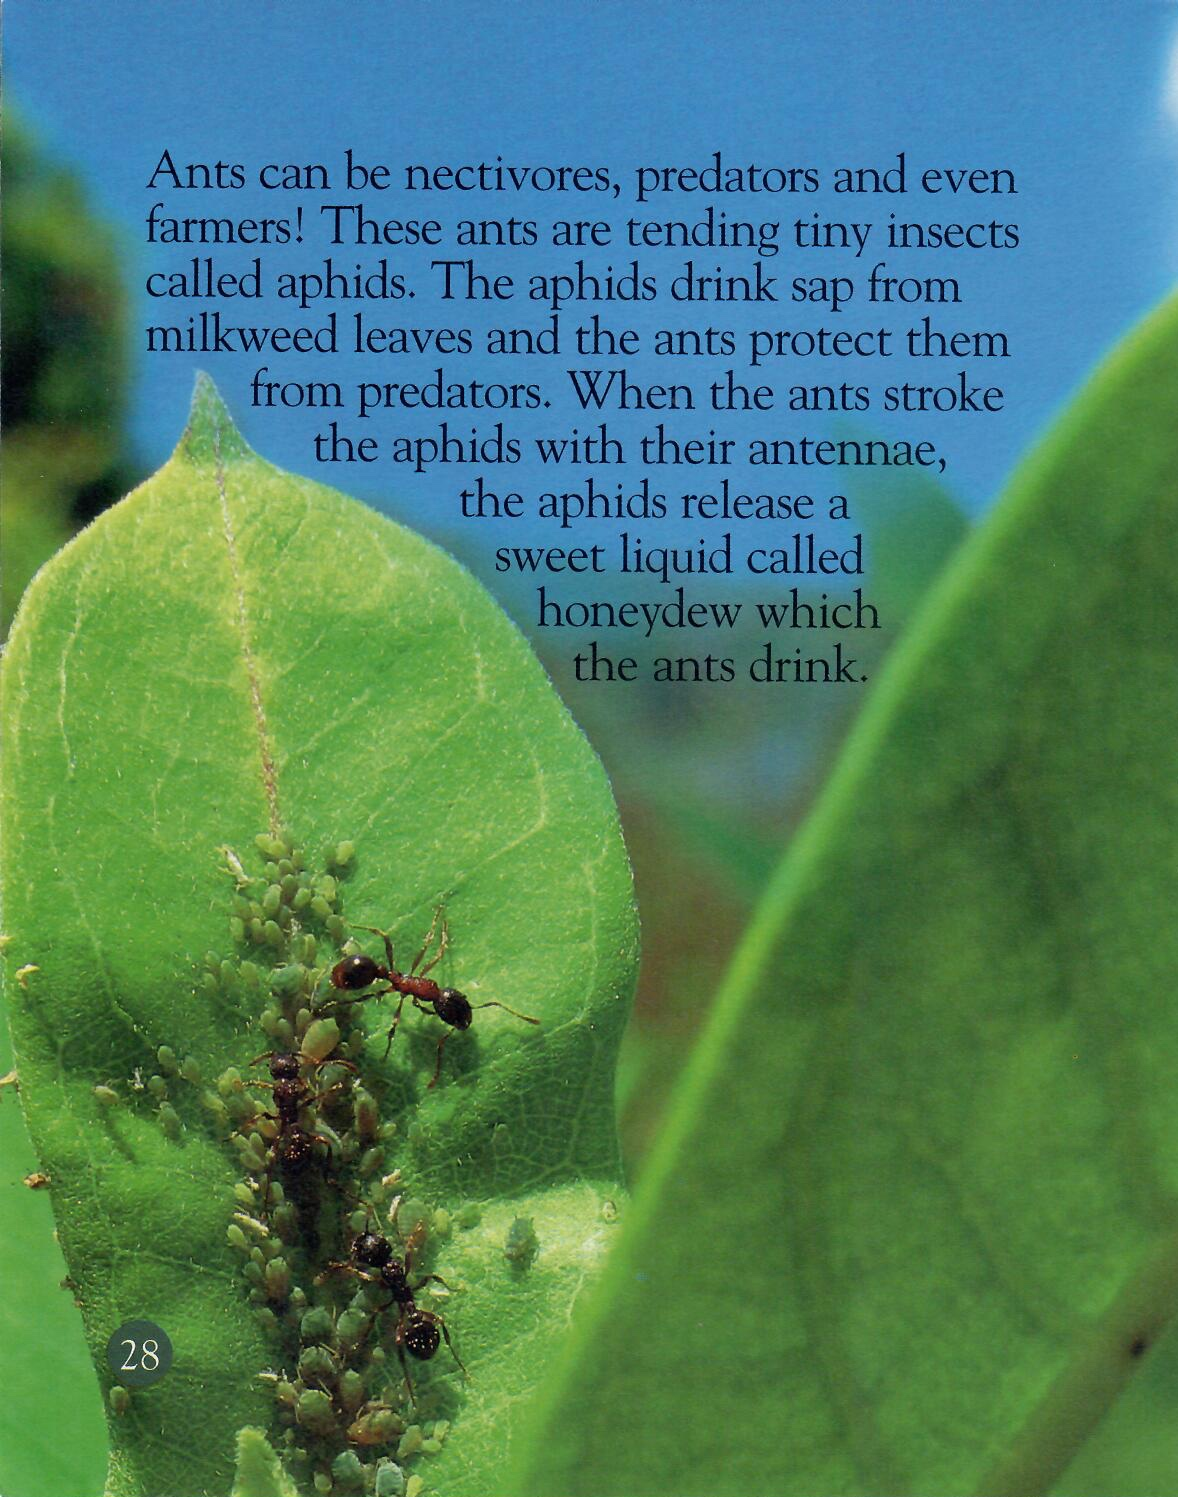 Ants can be nectivores, predators and even
farmers! These ants are tending tiny insects
called aphids. The aphids drink sap from
milkweed leaves and the ants protect them
from predators. When the ants stroke
the aphids with their antennae,
the aphids release a
sweet liquid called
honeydew which
the ants drink.
28